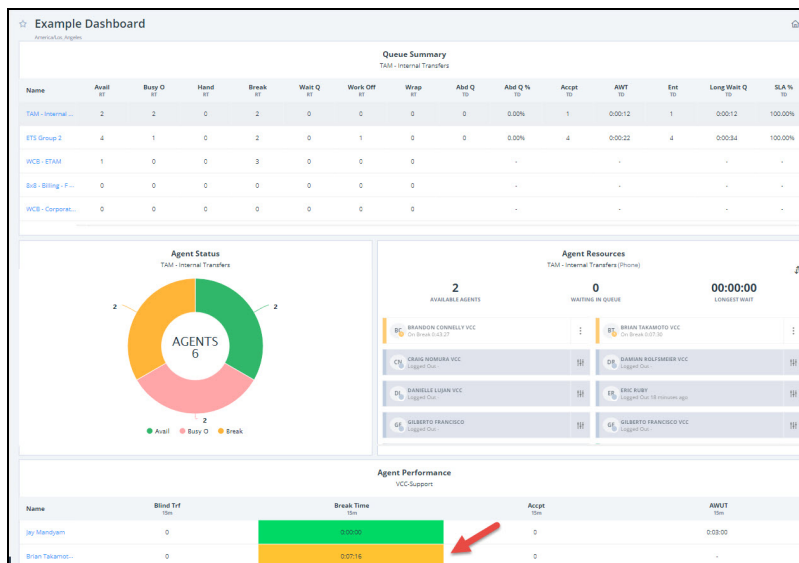 Example Dashboard
America/Los_Angeles
Queue Summary
TAM - Internal Transfers
Name Avail RT Busy O RT Hand RT Break RT Wait Q RT Work Off RT Wrap RT Abd Q TD Abd Q % TD Accpt TD AWT TD Ent TD Long Wait Q TD SLA % TD
TAM - Internal ... 2 2 0 2 0 0 0 0 0.00% 1 0:00:12 1 0:00:12 100.00%
ETS Group 2 4 1 0 2 0 1 0 0 0.00% 4 0:00:22 4 0:00:34 100.00%
WCB - ETAM 1 0 0 3 0 0 0 - - - -
8x8 - Billing - F ... 0 0 0 0 0 0 0 - - - -
WCB - Corporat... 0 0 0 0 0 0 0 - - - -
Agent Status
TAM - Internal Transfers
2
2
AGENTS
6
2
Avail Busy O Break
Agent Resources
TAM - Internal Transfers (Phone)
2 0 00:00:00
AVAILABLE AGENTS WAITING IN QUEUE LONGEST WAIT
BC BRANDON CONNELLY VCC
On Break 0:43:27
BT BRIAN TAKAMOTO VCC
On Break 0:07:30
CN CRAIG NOMURA VCC
Logged Out -
DR DAMIAN ROLFSMEIER VCC
Logged Out -
DL DANIELLE LUJAN VCC
Logged Out -
ER ERIC RUBY
Logged Out 18 minutes ago
GF GILBERTO FRANCISCO
Logged Out -
GF GILBERTO FRANCISCO VCC
Logged Out -
Agent Performance
VCC-Support
Name Blind Trf 15m Break Time 15m Accpt 15m AWUT 15m
Jay Mandyam 0 0:00:00 0 0:03:00
Brian Takamot... 0 0:07:16 0 -